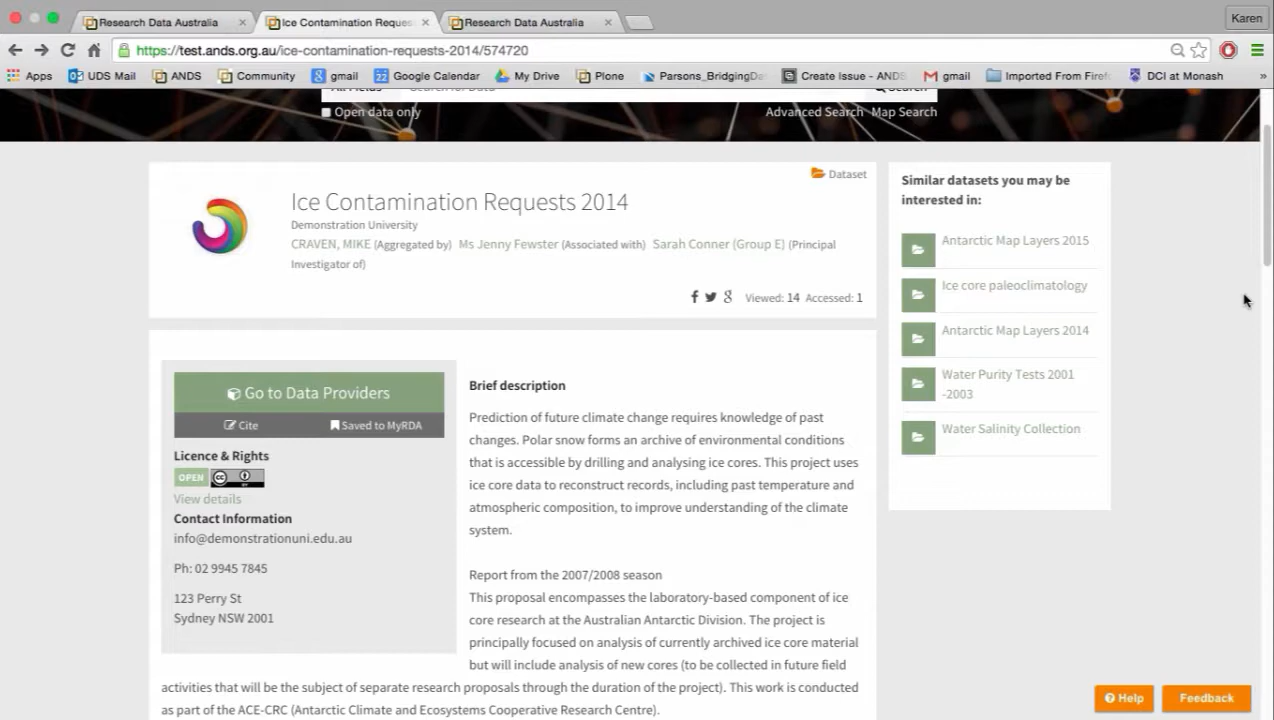 Research Data Australia
Ice Contamination Reques
Research Data Australia
Karen
https://test.ands.org.au/ice-contamination-requests-2014/574720
Apps
UDS Mail
ANDS
Community
gmail
Google Calendar
My Drive
Plone
Parsons_BridgingDa
Create Issue - ANDS
gmail
Imported From Firef
DCI at Monash
»
All Fields
Search for Data
Search
Open data only
Advanced Search
Map Search
Dataset
Ice Contamination Requests 2014
Demonstration University
CRAVEN, MIKE (Aggregated by) Ms Jenny Fewster (Associated with) Sarah Conner (Group E) (Principal
Investigator of)
Viewed: 14 Accessed: 1
Go to Data Providers
Cite
Saved to MyRDA
Licence & Rights
OPEN
cc BY
View details
Contact Information
info@demonstrationuni.edu.au
Ph: 02 9945 7845
123 Perry St
Sydney NSW 2001
Brief description
Prediction of future climate change requires knowledge of past
changes. Polar snow forms an archive of environmental conditions
that is accessible by drilling and analysing ice cores. This project uses
ice core data to reconstruct records, including past temperature and
atmospheric composition, to improve understanding of the climate
system.
Report from the 2007/2008 season
This proposal encompasses the laboratory-based component of ice
core research at the Australian Antarctic Division. The project is
principally focused on analysis of currently archived ice core material
but will include analysis of new cores (to be collected in future field
activities that will be the subject of separate research proposals through the duration of the project). This work is conducted
as part of the ACE-CRC (Antarctic Climate and Ecosystems Cooperative Research Centre).
Similar datasets you may be
interested in:
Antarctic Map Layers 2015
Ice core paleoclimatology
Antarctic Map Layers 2014
Water Purity Tests 2001
-2003
Water Salinity Collection
Help
Feedback